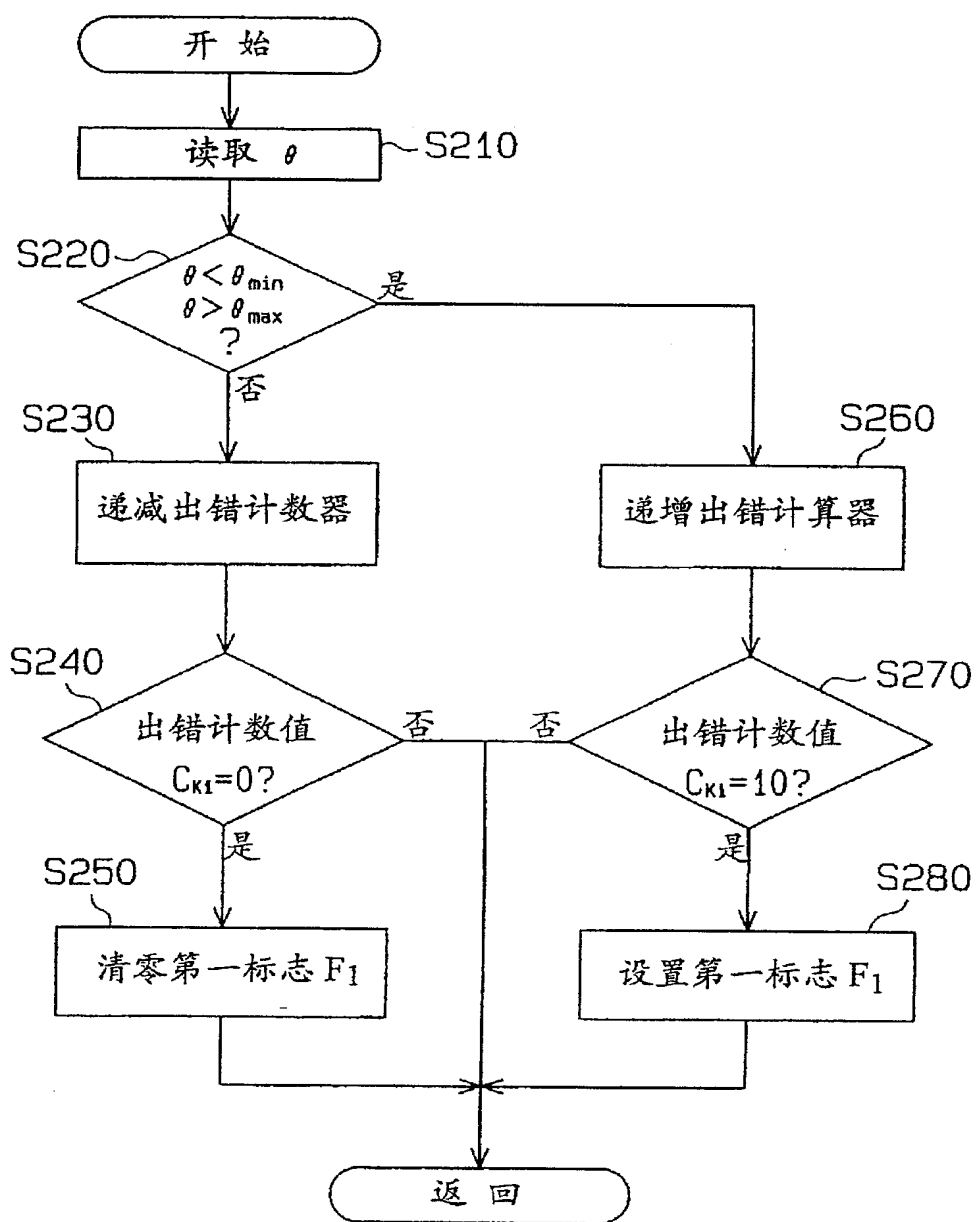 开 始
读取 θ
S210
S220
θ<θmin
θ>θmax
?
是
否
S230
递减出错计数器
S260
递增出错计算器
S240
出错计数值
CK1=0?
否
是
S270
出错计数值
CK1=10?
否
是
S250
清零第一标志 F1
S280
设置第一标志 F1
返 回